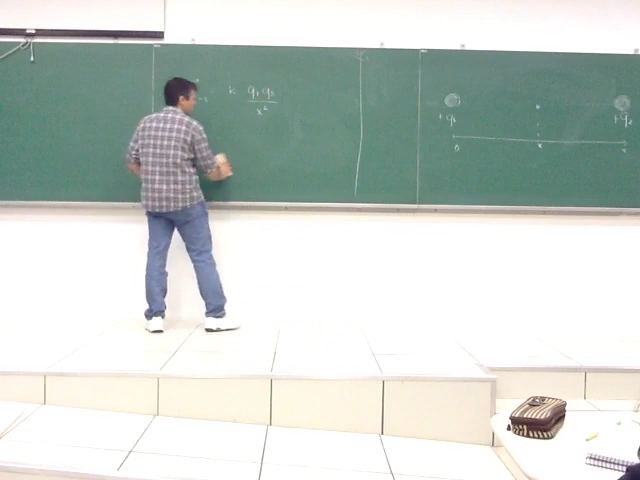 k q₁q₂
x²
+q₁
+q₂
0 x